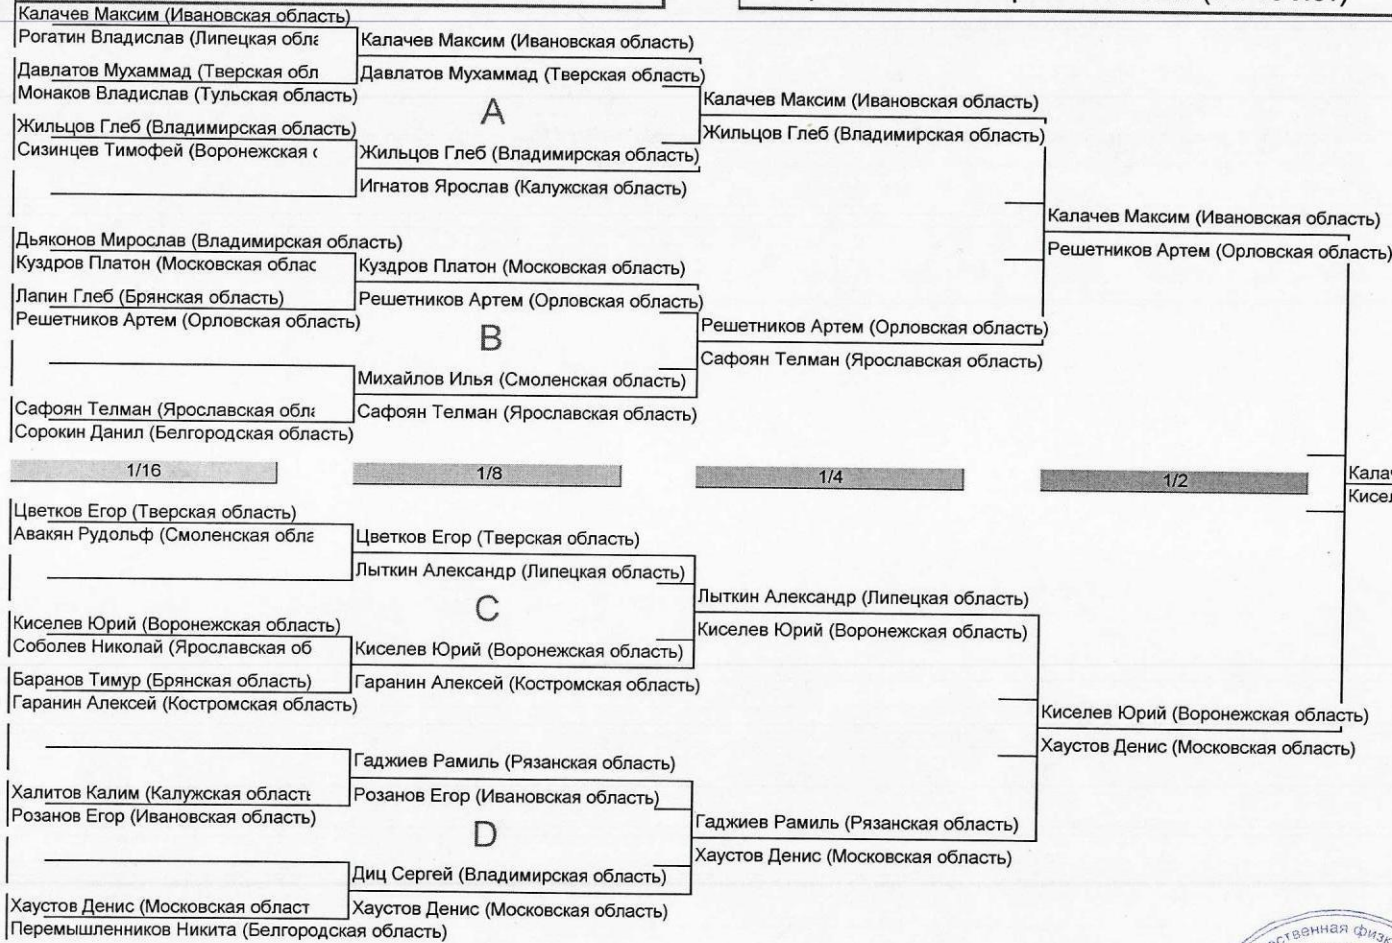 Калачев Максим (Ивановская область)
Рогатин Владислав (Липецкая
Калачев Максим (Ивановская область)
Давлатов Мухаммад (Тверская
Давлатов Мухаммад (Тверская область)
Монаков Владислав (Тульская область)
Калачев Максим (Ивановская область)
A
Жильцов Глеб (Владимирская область)
Жильцов Глеб (Владимирская область)
Сизинцев Тимофей (Воронежская
Жильцов Глеб (Владимирская область)
Игнатов Ярослав (Калужская область)
Калачев Максим (Ивановская область)
Решетников Артем (Орловская область)
Дьяконов Мирослав (Владимирская область)
Куздров Платон (Московская
Куздров Платон (Московская область)
Лапин Глеб (Брянская область)
Решетников Артем (Орловская область)
Решетников Артем (Орловская область)
Решетников Артем (Орловская область)
B
Сафоян Телман (Ярославская область)
Михайлов Илья (Смоленская область)
Сафоян Телман (Ярославская
Сафоян Телман (Ярославская область)
Сорокин Данил (Белгородская область)
1/16 1/8 1/4 1/2
Цветков Егор (Тверская область)
Авакян Рудольф (Смоленская
Цветков Егор (Тверская область)
Лыткин Александр (Липецкая область)
Лыткин Александр (Липецкая область)
C
Киселев Юрий (Воронежская область)
Киселев Юрий (Воронежская область)
Соболев Николай (Ярославская
Киселев Юрий (Воронежская область)
Баранов Тимур (Брянская область)
Гаранин Алексей (Костромская область)
Гаранин Алексей (Костромская область)
Киселев Юрий (Воронежская область)
Хаустов Денис (Московская область)
Гаджиев Рамиль (Рязанская область)
Халитов Калим (Калужская
Розанов Егор (Ивановская область)
Розанов Егор (Ивановская область)
Гаджиев Рамиль (Рязанская область)
D
Хаустов Денис (Московская область)
Диц Сергей (Владимирская область)
Хаустов Денис (Московская
Хаустов Денис (Московская область)
Перемышленников Никита (Белгородская область)